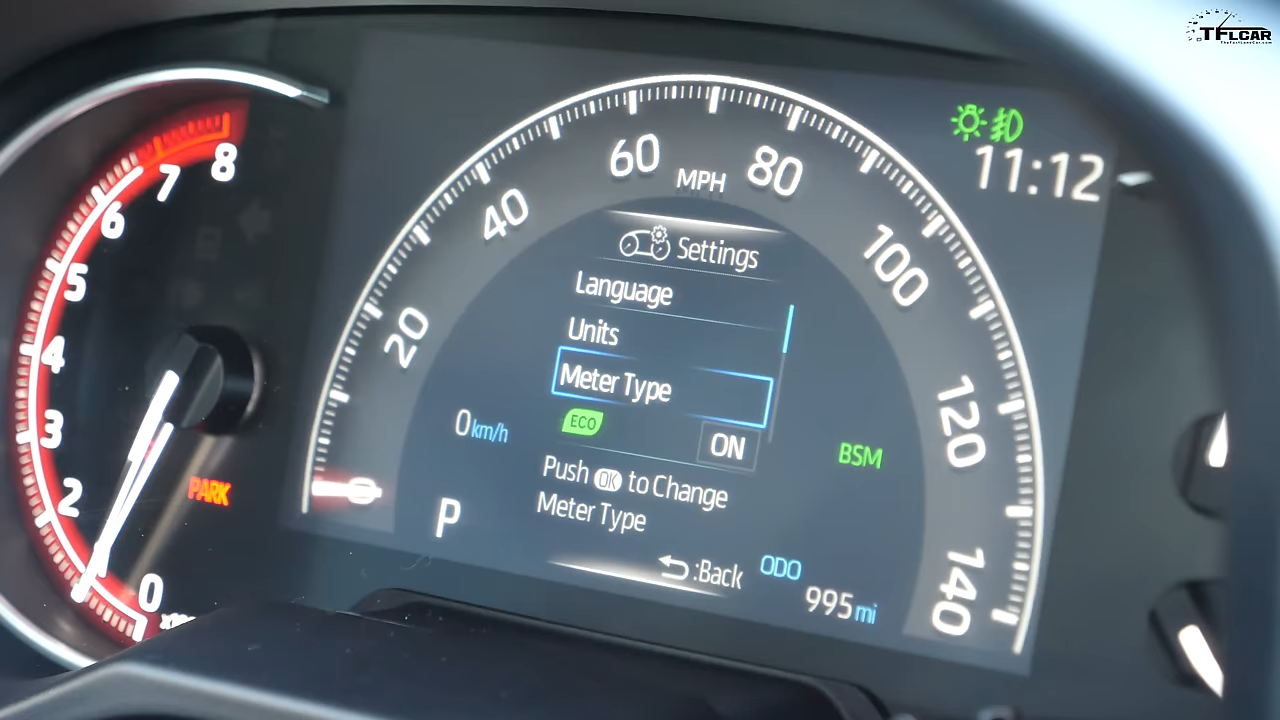 TFLCAR
TheFastLaneCar.com
11:12
8
7
6
5
4
3
2
0
PARK
20
40
60
MPH
80
100
120
140
Settings
Language
Units
Meter Type
ECO
ON
0 km/h
BSM
Push OK to Change
Meter Type
P
:Back
ODO
995 mi